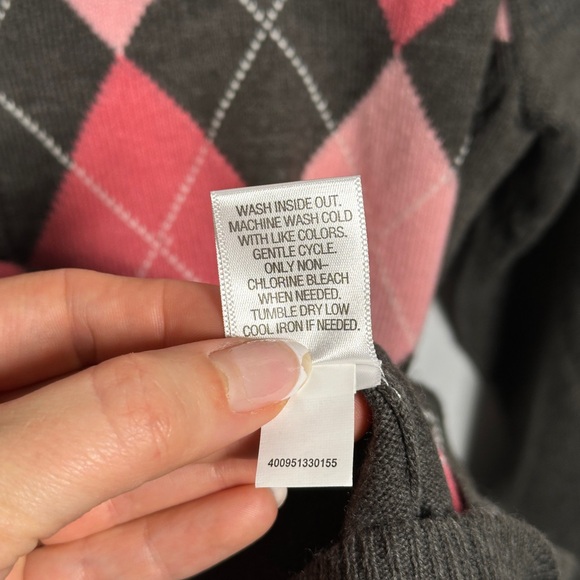 WASH INSIDE OUT.
MACHINE WASH COLD
WITH LIKE COLORS.
GENTLE CYCLE.
ONLY NON-
CHLORINE BLEACH
WHEN NEEDED.
TUMBLE DRY LOW
COOL IRON IF NEEDED.
400951330155